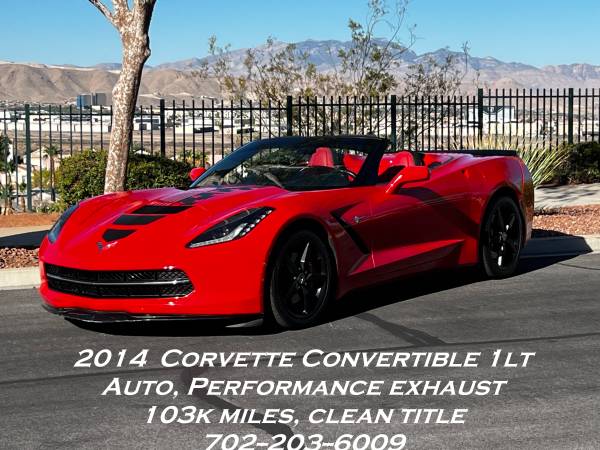 2014 Corvette Convertible 1lt
Auto, Performance exhaust
103k miles, clean title
702-203-6009